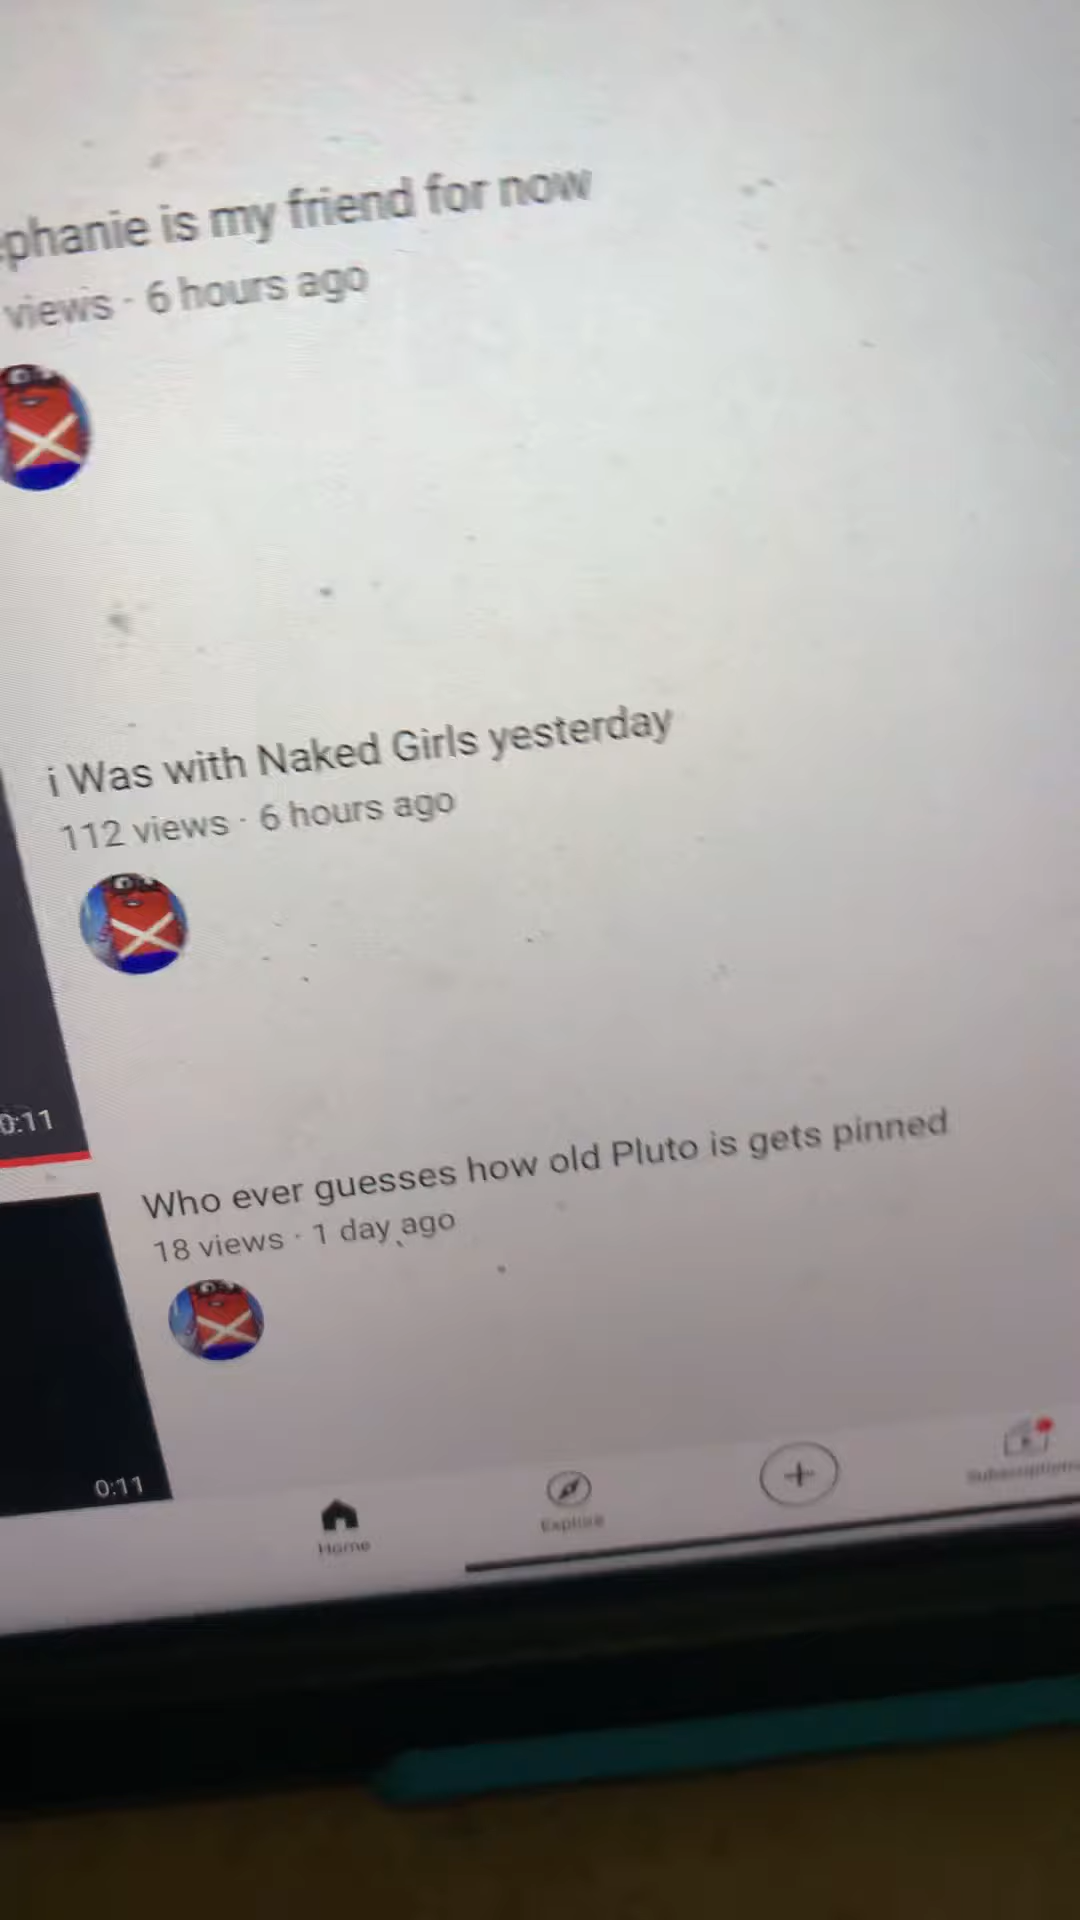 is my friend for now
views · 6 hours ago
i Was with Naked Girls yesterday
112 views · 6 hours ago
0:11
Who ever guesses how old Pluto is gets pinned
18 views · 1 day ago
0:11
Home
Explore
Subscriptions